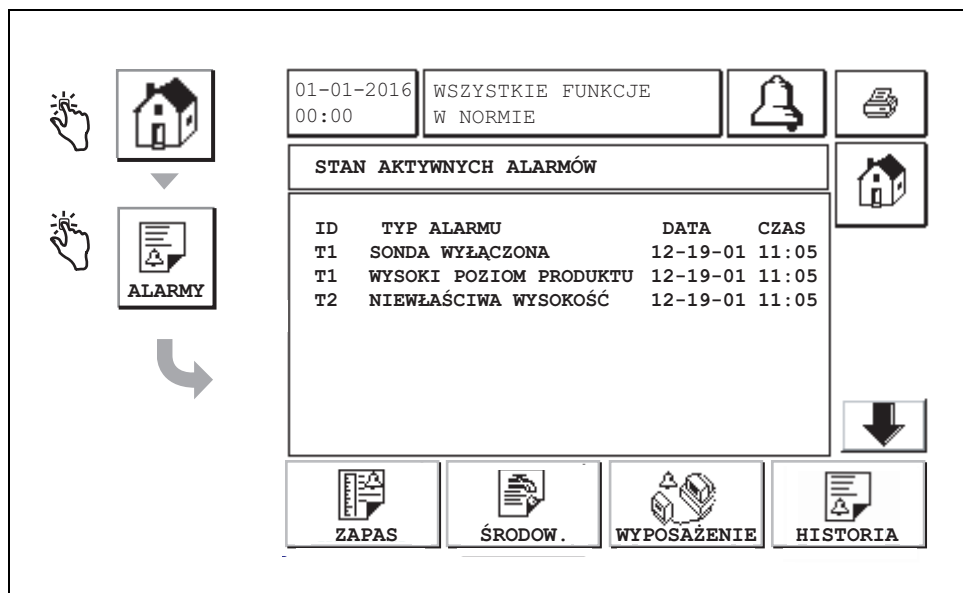 01-01-2016
00:00
WSZYSTKIE FUNKCJE
W NORMIE
STAN AKTYWNYCH ALARMÓW
ID TYP ALARMU DATA CZAS
T1 SONDA WYŁĄCZONA 12-19-01 11:05
T1 WYSOKI POZIOM PRODUKTU 12-19-01 11:05
T2 NIEWŁAŚCIWA WYSOKOŚĆ 12-19-01 11:05
ALARMY
ZAPAS ŚRODOW. WYPOSAŻENIE HISTORIA